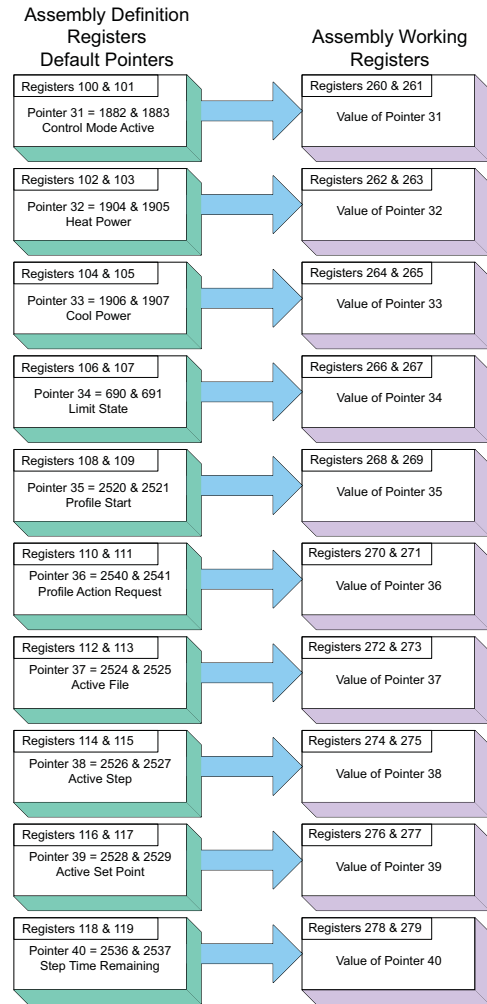 Assembly Definition
Registers
Default Pointers
Assembly Working
Registers
Registers 100 & 101
Pointer 31 = 1882 & 1883
Control Mode Active
Registers 260 & 261
Value of Pointer 31
Registers 102 & 103
Pointer 32 = 1904 & 1905
Heat Power
Registers 262 & 263
Value of Pointer 32
Registers 104 & 105
Pointer 33 = 1906 & 1907
Cool Power
Registers 264 & 265
Value of Pointer 33
Registers 106 & 107
Pointer 34 = 690 & 691
Limit State
Registers 266 & 267
Value of Pointer 34
Registers 108 & 109
Pointer 35 = 2520 & 2521
Profile Start
Registers 268 & 269
Value of Pointer 35
Registers 110 & 111
Pointer 36 = 2540 & 2541
Profile Action Request
Registers 270 & 271
Value of Pointer 36
Registers 112 & 113
Pointer 37 = 2524 & 2525
Active File
Registers 272 & 273
Value of Pointer 37
Registers 114 & 115
Pointer 38 = 2526 & 2527
Active Step
Registers 274 & 275
Value of Pointer 38
Registers 116 & 117
Pointer 39 = 2528 & 2529
Active Set Point
Registers 276 & 277
Value of Pointer 39
Registers 118 & 119
Pointer 40 = 2536 & 2537
Step Time Remaining
Registers 278 & 279
Value of Pointer 40